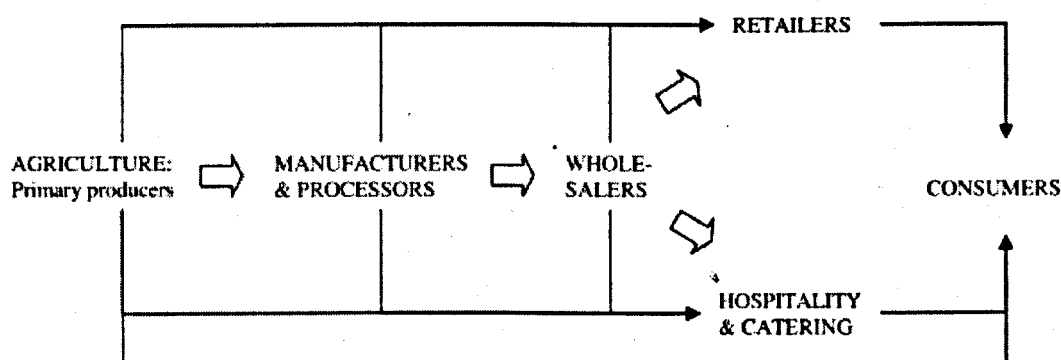 RETAILERS
AGRICULTURE:
Primary producers
MANUFACTURERS
& PROCESSORS
WHOLE-
SALERS
CONSUMERS
HOSPITALITY
& CATERING